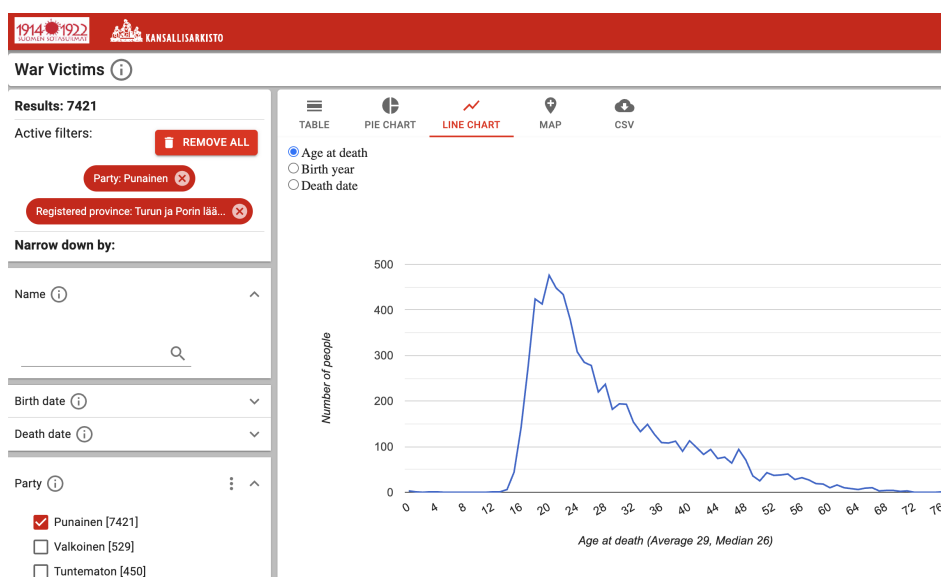 1914 1922
SUOMEN SOTASURMAT
KANSALLISARKISTO
War Victims
Results: 7421
Active filters:
REMOVE ALL
Party: Punainen
Registered province: Turun ja Porin lää...
Narrow down by:
Name
Birth date
Death date
Party
Punainen [7421]
Valkoinen [529]
Tuntematon [450]
TABLE
PIE CHART
LINE CHART
MAP
CSV
Age at death
Birth year
Death date
500
400
300
200
100
0
Number of people
0 4 8 12 16 20 24 28 32 36 40 44 48 52 56 60 64 68 72 76
Age at death (Average 29, Median 26)